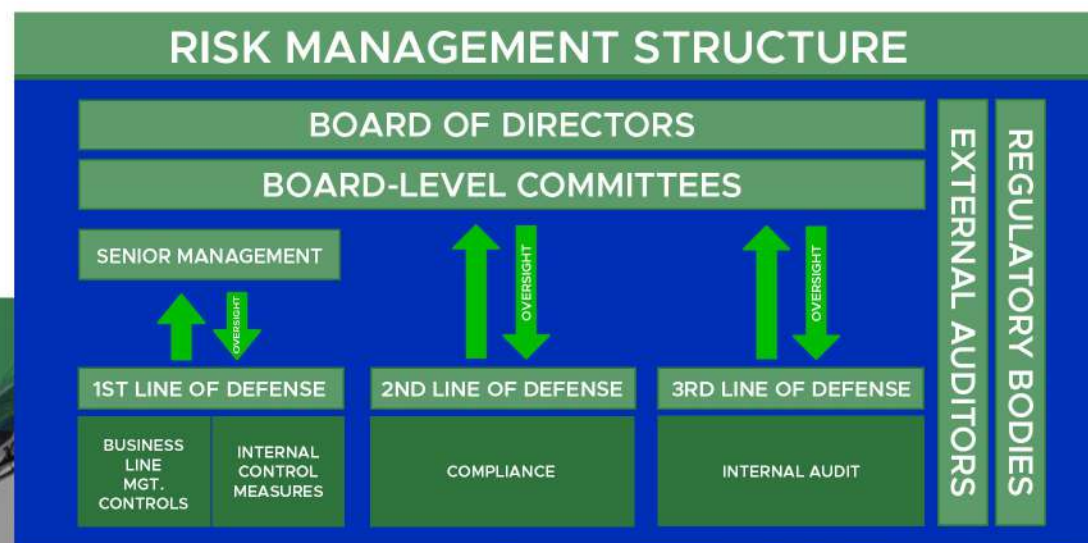 RISK MANAGEMENT STRUCTURE
BOARD OF DIRECTORS
BOARD-LEVEL COMMITTEES
SENIOR MANAGEMENT
OVERSIGHT
OVERSIGHT
OVERSIGHT
1ST LINE OF DEFENSE
2ND LINE OF DEFENSE
3RD LINE OF DEFENSE
BUSINESS
LINE
MGT.
CONTROLS
INTERNAL
CONTROL
MEASURES
COMPLIANCE
INTERNAL AUDIT
EXTERNAL AUDITORS
REGULATORY BODIES